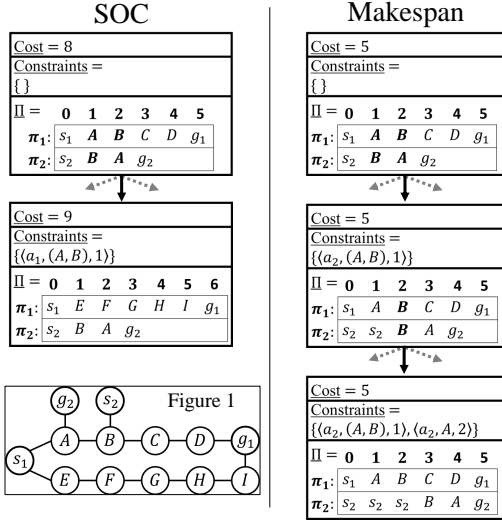 SOC
Cost = 8
Constraints =
{ }
Π = 0 1 2 3 4 5
π₁: s₁ A B C D g₁
π₂: s₂ B A g₂
Cost = 9
Constraints =
{⟨a₁, (A, B), 1⟩}
Π = 0 1 2 3 4 5 6
π₁: s₁ E F G H I g₁
π₂: s₂ B A g₂
Figure 1
g₂ s₂
A B C D g₁
s₁
E F G H I
Makespan
Cost = 5
Constraints =
{ }
Π = 0 1 2 3 4 5
π₁: s₁ A B C D g₁
π₂: s₂ B A g₂
Cost = 5
Constraints =
{⟨a₂, (A, B), 1⟩}
Π = 0 1 2 3 4 5
π₁: s₁ A B C D g₁
π₂: s₂ s₂ B A g₂
Cost = 5
Constraints =
{⟨a₂, (A, B), 1⟩, ⟨a₂, A, 2⟩}
Π = 0 1 2 3 4 5
π₁: s₁ A B C D g₁
π₂: s₂ s₂ s₂ B A g₂